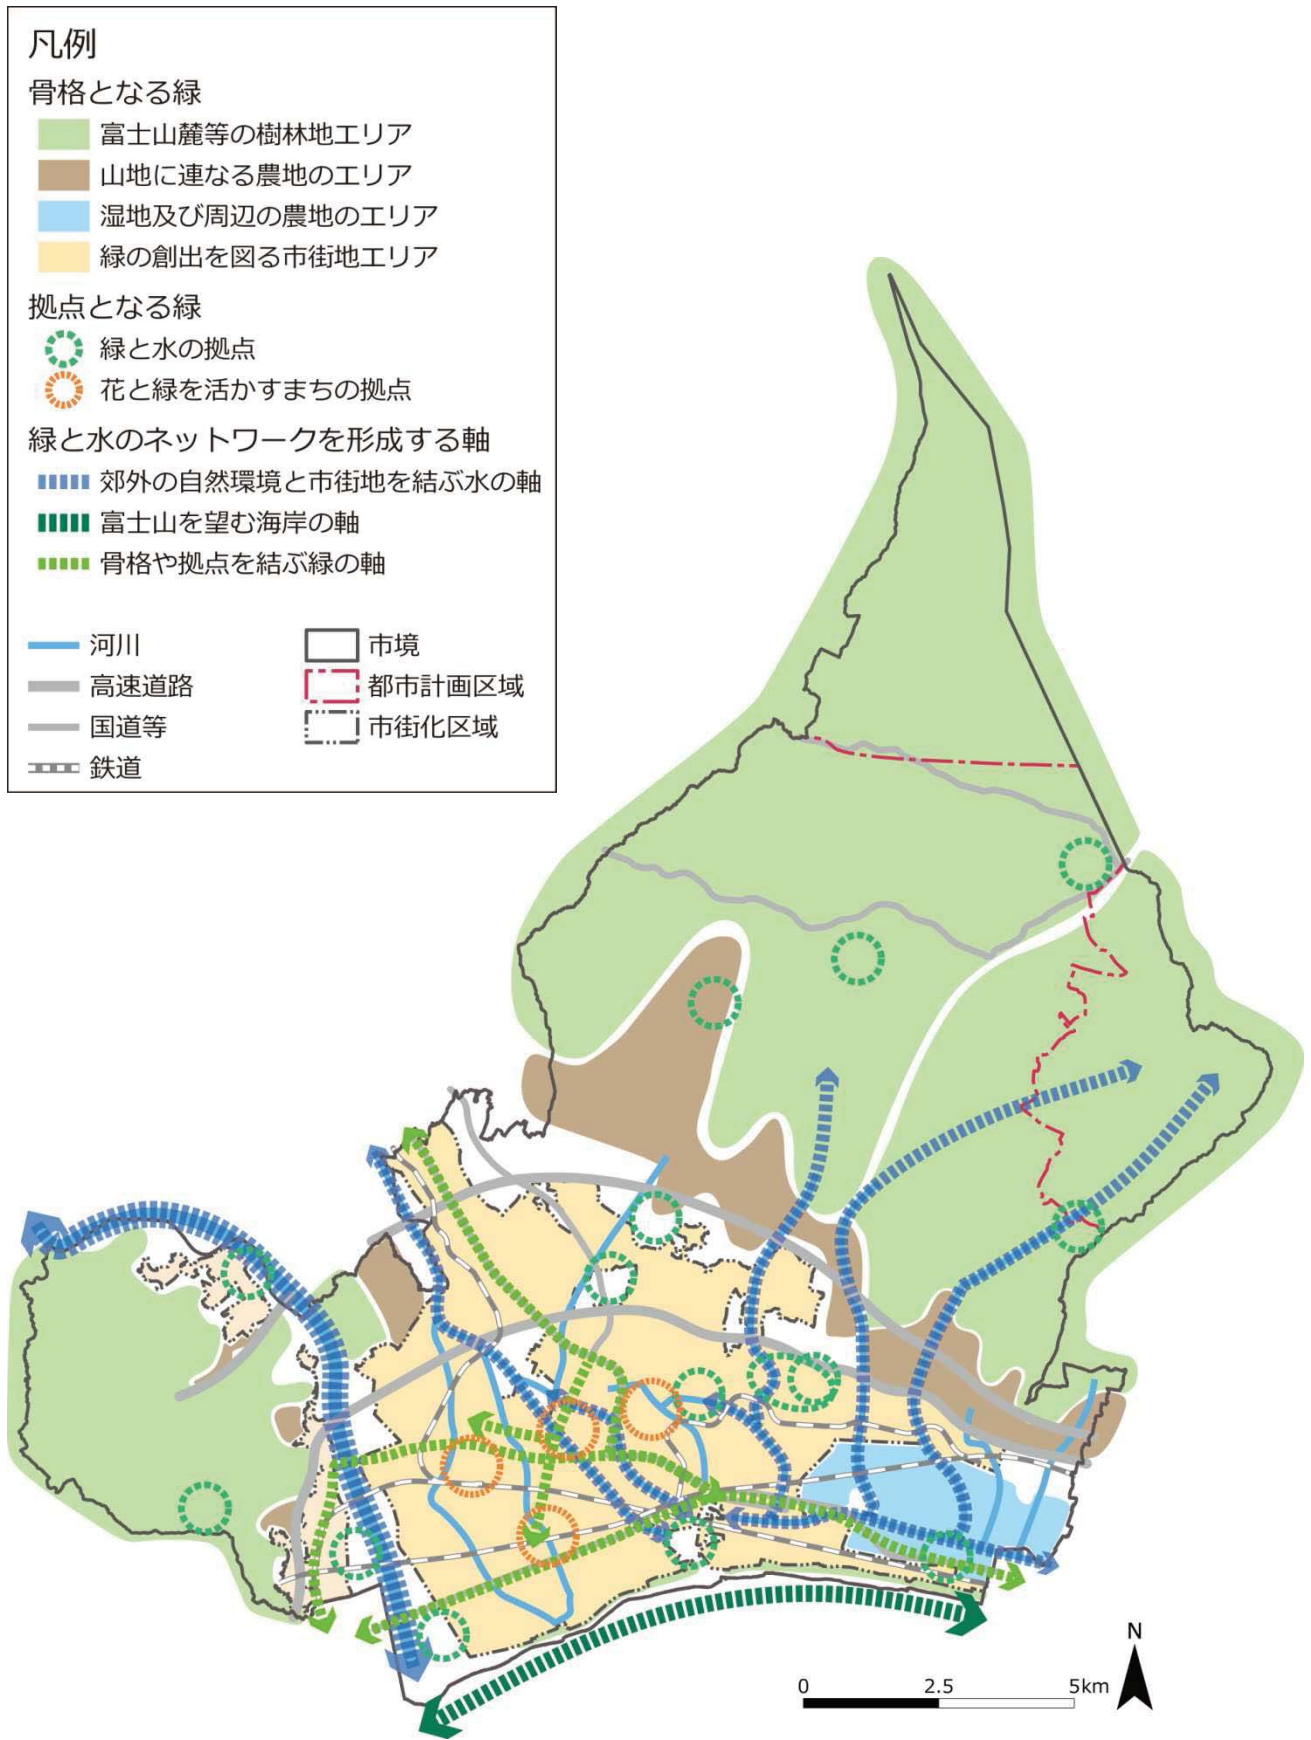 凡例
骨格となる緑
富士山麓等の樹林地エリア
山地に連なる農地のエリア
湿地及び周辺の農地のエリア
緑の創出を図る市街地エリア
拠点となる緑
緑と水の拠点
花と緑を活かすまちの拠点
緑と水のネットワークを形成する軸
郊外の自然環境と市街地を結ぶ水の軸
富士山を望む海岸の軸
骨格や拠点を結ぶ緑の軸
河川 市境
高速道路 都市計画区域
国道等 市街化区域
鉄道
N
0 2.5 5km